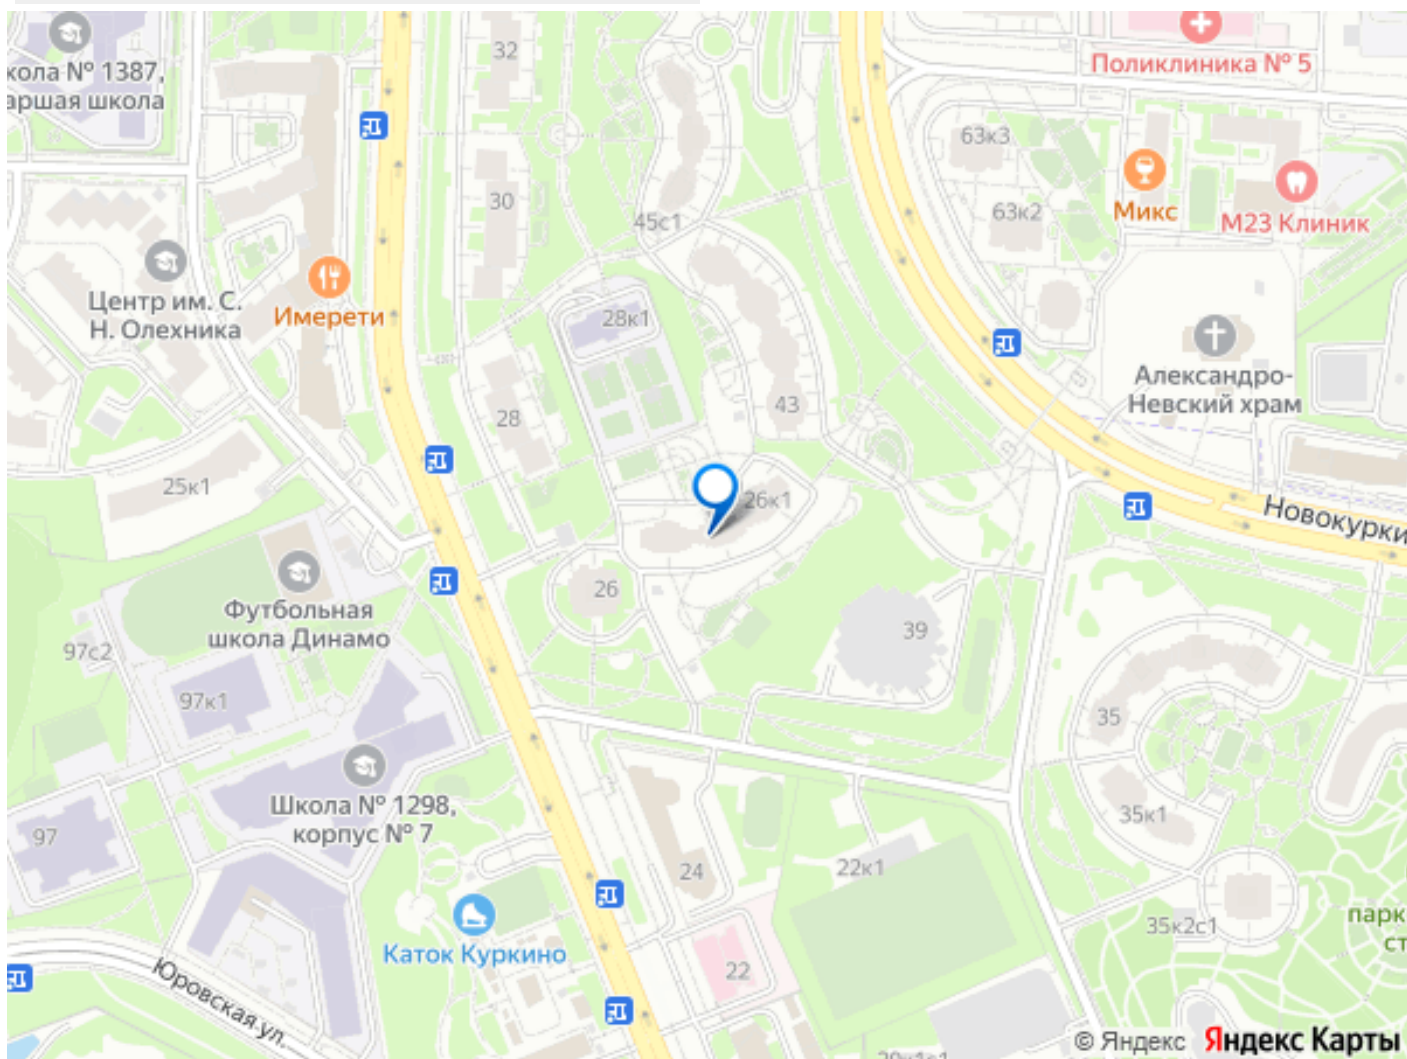 32
кола № 1387,
аршая школа
Поликлиника № 5
63к3
63к2
Микс
М23 Клиник
30
45с1
Центр им. С.
Н. Олехника
Имерети
28к1
Александро-
Невский храм
43
28
25к1
26к1
Новокурки
26
Футбольная
школа Динамо
39
97с2
97к1
35
Школа № 1298,
корпус № 7
97
35к1
24
22к1
Каток Куркино
22
35к2с1
парк
ст
Юровская ул.
© Яндекс Яндекс Карты